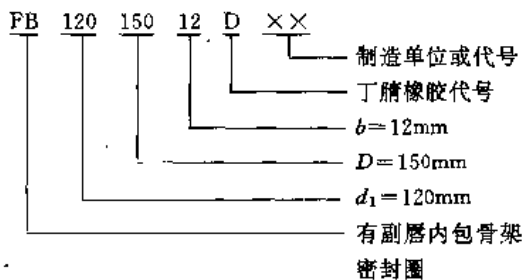 FB 120 150 12 D ××
制造单位或代号
丁腈橡胶代号
b=12mm
D=150mm
d₁=120mm
有副唇内包骨架
密封圈